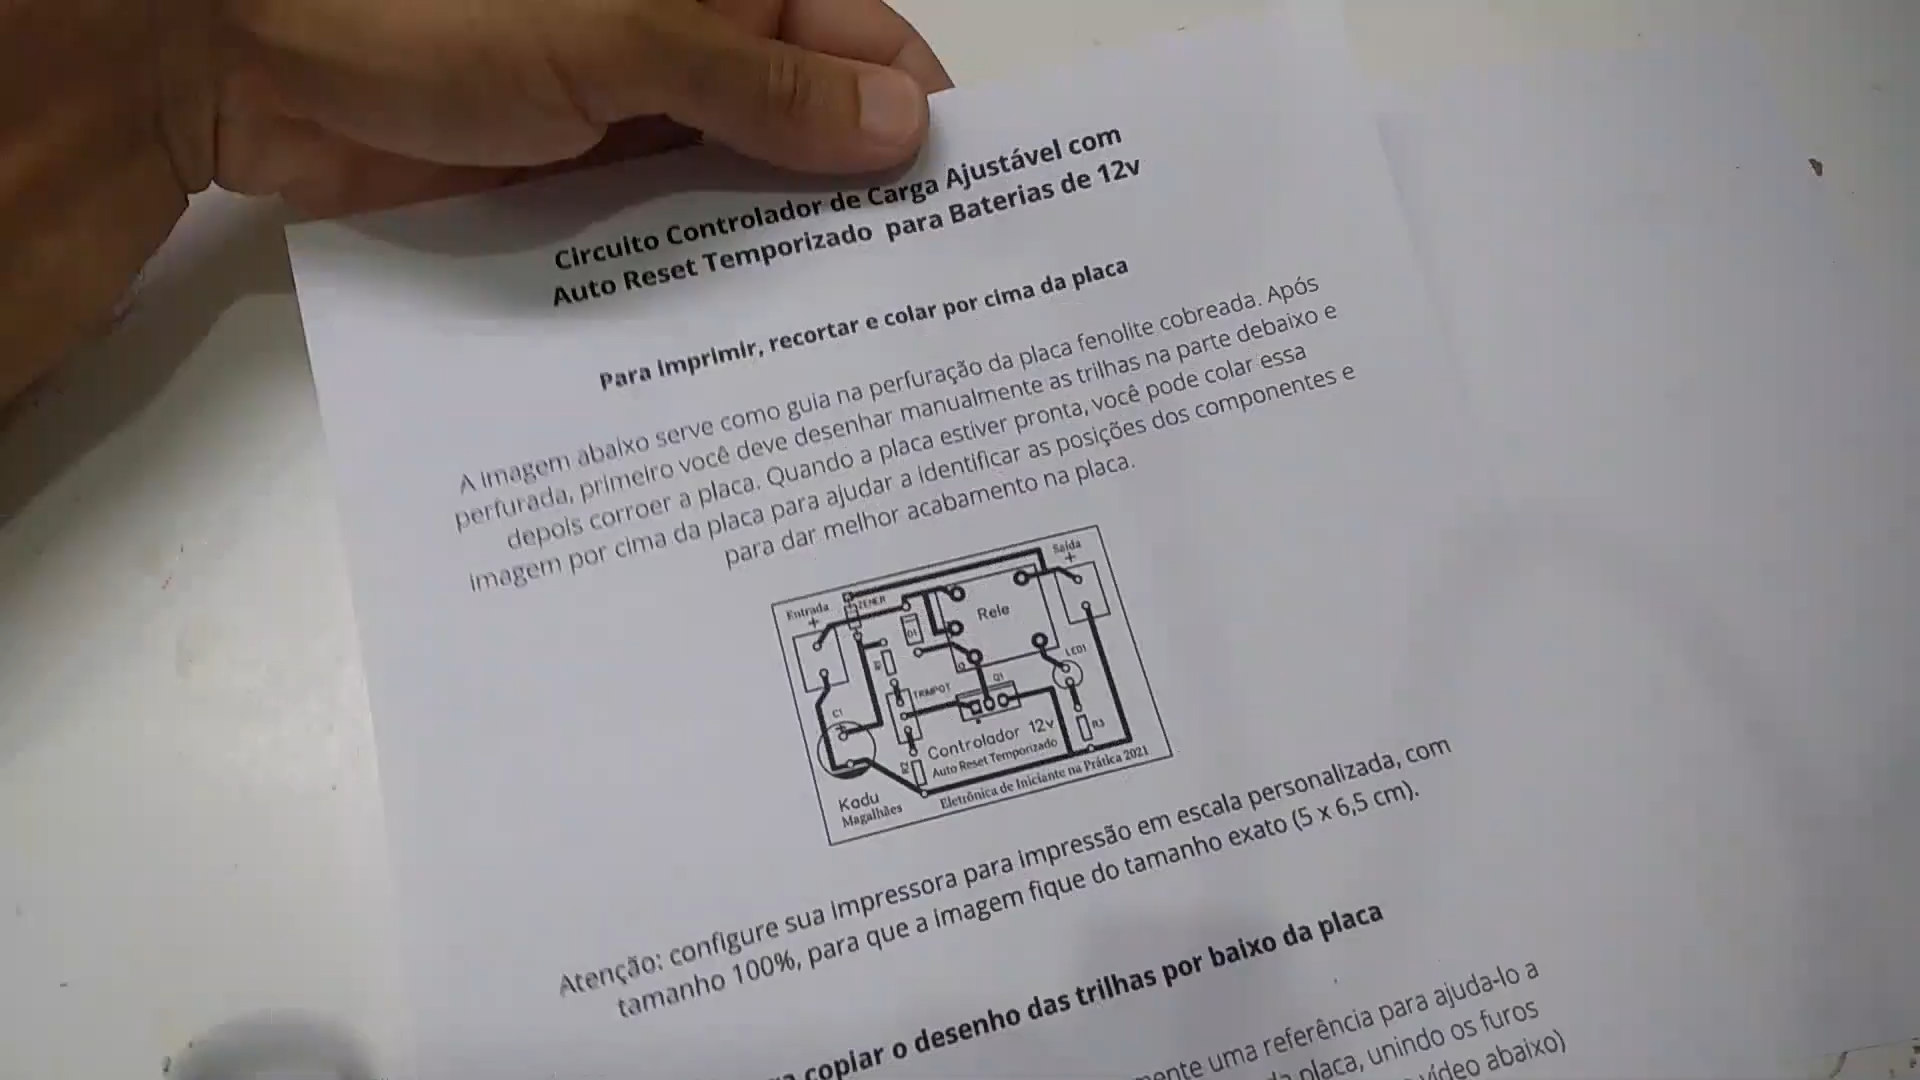 Circuito Controlador de Carga Ajustável com
Auto Reset Temporizado para Baterias de 12v
Para imprimir, recortar e colar por cima da placa
A imagem abaixo serve como guia na perfuração da placa fenolite cobreada. Após
perfurada, primeiro você deve desenhar manualmente as trilhas na parte debaixo e
depois corroer a placa. Quando a placa estiver pronta, você pode colar essa
imagem por cima da placa para ajudar a identificar as posições dos componentes e
para dar melhor acabamento na placa.
Entrada
+
ZENER
D1
Rele
Saída
+
LED1
TRIMPOT
Q1
C1
R2
R3
Controlador 12v
Auto Reset Temporizado
Kadu
Magalhães
Eletrônica de Iniciante na Prática 2021
Atenção: configure sua impressora para impressão em escala personalizada, com
tamanho 100%, para que a imagem fique do tamanho exato (5 x 6,5 cm).
copiar o desenho das trilhas por baixo da placa
uma referência para ajuda-lo a
placa, unindo os furos
vídeo abaixo)